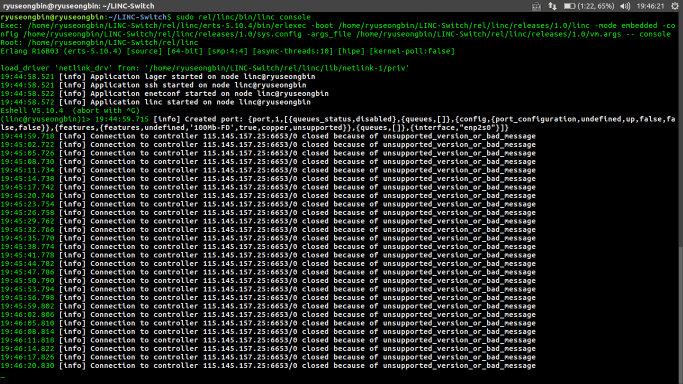 ryuseongbin@ryuseongbin: ~/LINC-Switch
(1:22, 65%)
19:46:21
ryuseongbin@ryuseongbin:~/LINC-Switch$ sudo rel/linc/bin/linc console
Exec: /home/ryuseongbin/LINC-Switch/rel/linc/erts-5.10.4/bin/erlexec -boot /home/ryuseongbin/LINC-Switch/rel/linc/releases/1.0/linc -mode embedded -co
nfig /home/ryuseongbin/LINC-Switch/rel/linc/releases/1.0/sys.config -args_file /home/ryuseongbin/LINC-Switch/rel/linc/releases/1.0/vm.args -- console
Root: /home/ryuseongbin/LINC-Switch/rel/linc
Erlang R16B03 (erts-5.10.4) [source] [64-bit] [smp:4:4] [async-threads:10] [hipe] [kernel-poll:false]
load_driver 'netlink_drv' from: '/home/ryuseongbin/LINC-Switch/rel/linc/lib/netlink-1/priv'
19:44:58.521 [info] Application lager started on node linc@ryuseongbin
19:44:58.521 [info] Application ssh started on node linc@ryuseongbin
19:44:58.522 [info] Application enetconf started on node linc@ryuseongbin
19:44:58.572 [info] Application linc started on node linc@ryuseongbin
Eshell V5.10.4  (abort with ^G)
(linc@ryuseongbin)1> 19:44:59.715 [info] Created port: {port,1,[{queues_status,disabled},{queues,[]},{config,{port_configuration,undefined,up,false,fa
lse,false}},{features,{features,undefined,'100Mb-FD',true,copper,unsupported}},{queues,[]},{interface,"enp2s0"}]}
19:44:59.718 [info] Connection to controller 115.145.157.25:6653/0 closed because of unsupported_version_or_bad_message
19:45:02.722 [info] Connection to controller 115.145.157.25:6653/0 closed because of unsupported_version_or_bad_message
19:45:05.726 [info] Connection to controller 115.145.157.25:6653/0 closed because of unsupported_version_or_bad_message
19:45:08.730 [info] Connection to controller 115.145.157.25:6653/0 closed because of unsupported_version_or_bad_message
19:45:11.734 [info] Connection to controller 115.145.157.25:6653/0 closed because of unsupported_version_or_bad_message
19:45:14.738 [info] Connection to controller 115.145.157.25:6653/0 closed because of unsupported_version_or_bad_message
19:45:17.742 [info] Connection to controller 115.145.157.25:6653/0 closed because of unsupported_version_or_bad_message
19:45:20.746 [info] Connection to controller 115.145.157.25:6653/0 closed because of unsupported_version_or_bad_message
19:45:23.754 [info] Connection to controller 115.145.157.25:6653/0 closed because of unsupported_version_or_bad_message
19:45:26.758 [info] Connection to controller 115.145.157.25:6653/0 closed because of unsupported_version_or_bad_message
19:45:29.762 [info] Connection to controller 115.145.157.25:6653/0 closed because of unsupported_version_or_bad_message
19:45:32.766 [info] Connection to controller 115.145.157.25:6653/0 closed because of unsupported_version_or_bad_message
19:45:35.770 [info] Connection to controller 115.145.157.25:6653/0 closed because of unsupported_version_or_bad_message
19:45:38.774 [info] Connection to controller 115.145.157.25:6653/0 closed because of unsupported_version_or_bad_message
19:45:41.778 [info] Connection to controller 115.145.157.25:6653/0 closed because of unsupported_version_or_bad_message
19:45:44.782 [info] Connection to controller 115.145.157.25:6653/0 closed because of unsupported_version_or_bad_message
19:45:47.786 [info] Connection to controller 115.145.157.25:6653/0 closed because of unsupported_version_or_bad_message
19:45:50.790 [info] Connection to controller 115.145.157.25:6653/0 closed because of unsupported_version_or_bad_message
19:45:53.794 [info] Connection to controller 115.145.157.25:6653/0 closed because of unsupported_version_or_bad_message
19:45:56.798 [info] Connection to controller 115.145.157.25:6653/0 closed because of unsupported_version_or_bad_message
19:45:59.802 [info] Connection to controller 115.145.157.25:6653/0 closed because of unsupported_version_or_bad_message
19:46:02.806 [info] Connection to controller 115.145.157.25:6653/0 closed because of unsupported_version_or_bad_message
19:46:05.810 [info] Connection to controller 115.145.157.25:6653/0 closed because of unsupported_version_or_bad_message
19:46:08.814 [info] Connection to controller 115.145.157.25:6653/0 closed because of unsupported_version_or_bad_message
19:46:11.818 [info] Connection to controller 115.145.157.25:6653/0 closed because of unsupported_version_or_bad_message
19:46:14.822 [info] Connection to controller 115.145.157.25:6653/0 closed because of unsupported_version_or_bad_message
19:46:17.826 [info] Connection to controller 115.145.157.25:6653/0 closed because of unsupported_version_or_bad_message
19:46:20.830 [info] Connection to controller 115.145.157.25:6653/0 closed because of unsupported_version_or_bad_message